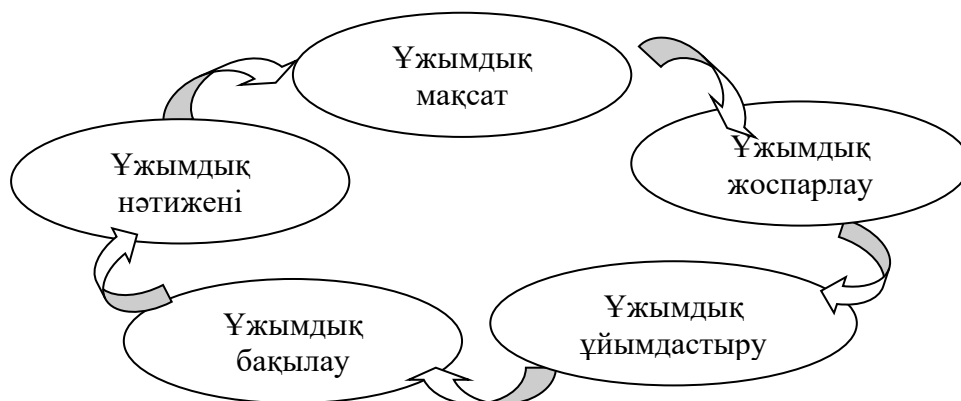 Ұжымдық
мақсат
Ұжымдық
жоспарлау
Ұжымдық
ұйымдастыру
Ұжымдық
бақылау
Ұжымдық
нәтижені